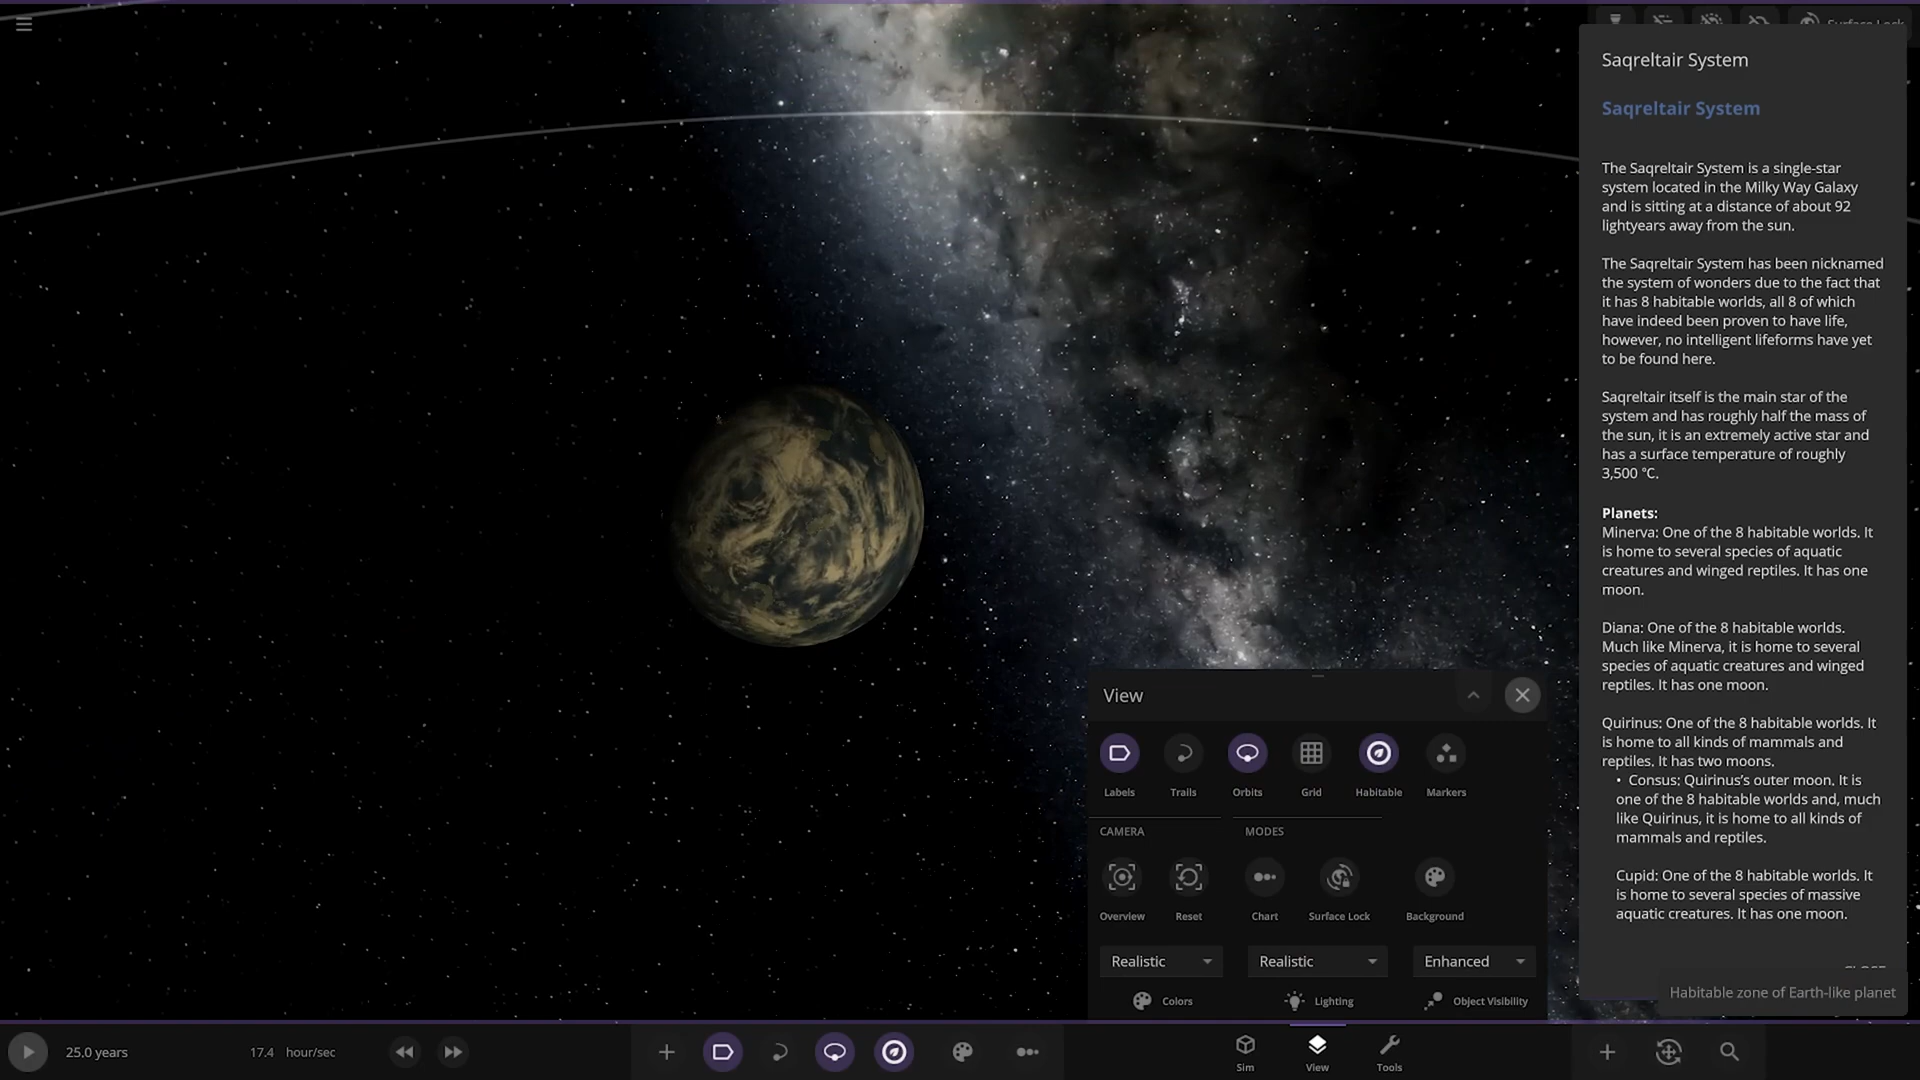 Surface Lock
Saqreltair System
Saqreltair System
The Saqreltair System is a single-star
system located in the Milky Way Galaxy
and is sitting at a distance of about 92
lightyears away from the sun.
The Saqreltair System has been nicknamed
the system of wonders due to the fact that
it has 8 habitable worlds, all 8 of which
have indeed been proven to have life,
however, no intelligent lifeforms have yet
to be found here.
Saqreltair itself is the main star of the
system and has roughly half the mass of
the sun, it is an extremely active star and
has a surface temperature of roughly
3,500 °C.
Planets:
Minerva: One of the 8 habitable worlds. It
is home to several species of aquatic
creatures and winged reptiles. It has one
moon.
Diana: One of the 8 habitable worlds.
Much like Minerva, it is home to several
species of aquatic creatures and winged
reptiles. It has one moon.
Quirinus: One of the 8 habitable worlds. It
is home to all kinds of mammals and
reptiles. It has two moons.
• Consus: Quirinus's outer moon. It is
one of the 8 habitable worlds and, much
like Quirinus, it is home to all kinds of
mammals and reptiles.
Cupid: One of the 8 habitable worlds. It
is home to several species of massive
aquatic creatures. It has one moon.
CLOSE
Habitable zone of Earth-like planet
View
Labels Trails Orbits Grid Habitable Markers
CAMERA MODES
Overview Reset Chart Surface Lock Background
Realistic Realistic Enhanced
Colors Lighting Object Visibility
25.0 years 17.4 hour/sec Sim View Tools